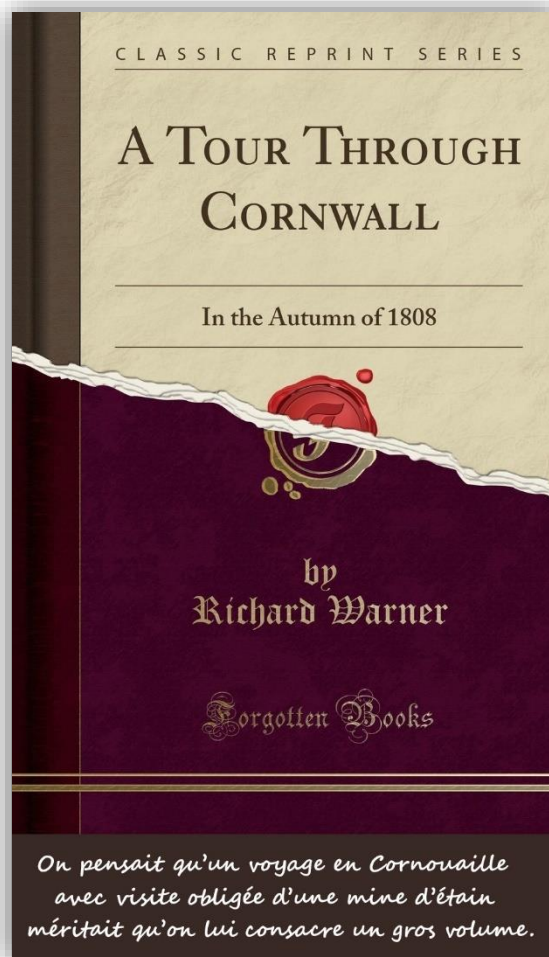 CLASSIC REPRINT SERIES
A TOUR THROUGH
CORNWALL
In the Autumn of 1808
by
Richard Warner
Forgotten Books
On pensait qu'un voyage en Cornouaille
avec visite obligée d'une mine d'étain
méritait qu'on lui consacre un gros volume.